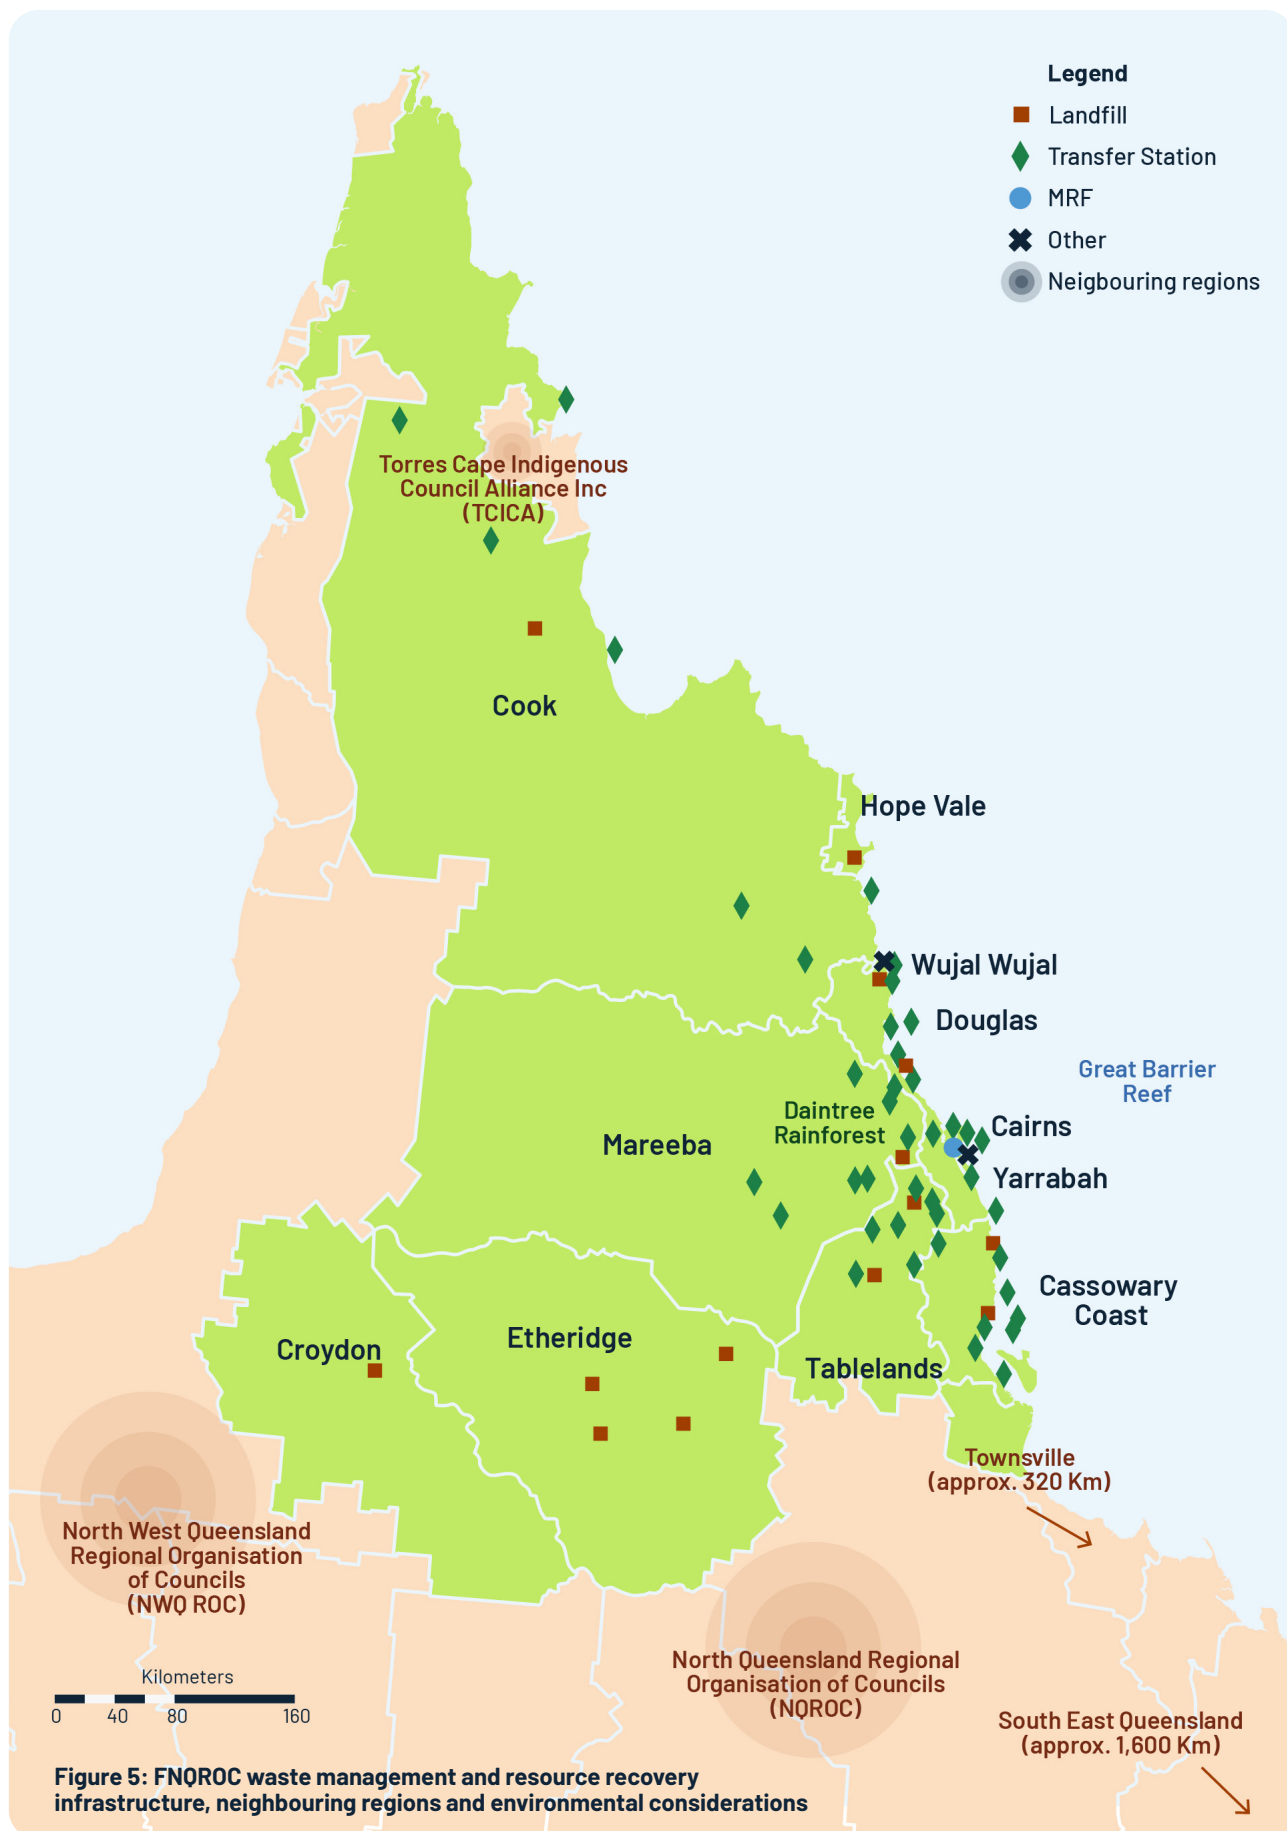 Legend
Landfill
Transfer Station
MRF
Other
Neigbouring regions
Torres Cape Indigenous
Council Alliance Inc
(TCICA)
Cook
Hope Vale
Wujal Wujal
Douglas
Great Barrier
Reef
Daintree
Rainforest
Cairns
Mareeba
Yarrabah
Cassowary
Coast
Croydon
Etheridge
Tablelands
Townsville
(approx. 320 Km)
North West Queensland
Regional Organisation
of Councils
(NWQ ROC)
North Queensland Regional
Organisation of Councils
(NQROC)
Kilometers
0 40 80 160
South East Queensland
(approx. 1,600 Km)
Figure 5: FNQROC waste management and resource recovery
infrastructure, neighbouring regions and environmental considerations